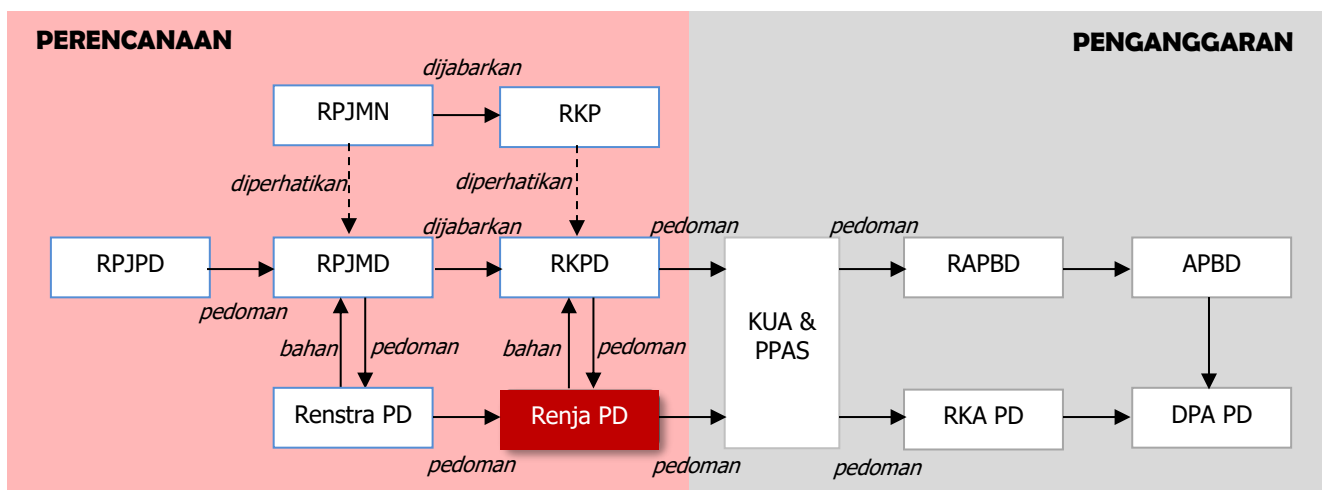 PERENCANAAN
PENGANGGARAN
dijabarkan
RPJMN
RKP
diperhatikan
diperhatikan
dijabarkan
pedoman
pedoman
RPJPD
RPJMD
RKPD
RAPBD
APBD
pedoman
KUA &
PPAS
bahan
pedoman
bahan
pedoman
Renstra PD
Renja PD
RKA PD
DPA PD
pedoman
pedoman
pedoman